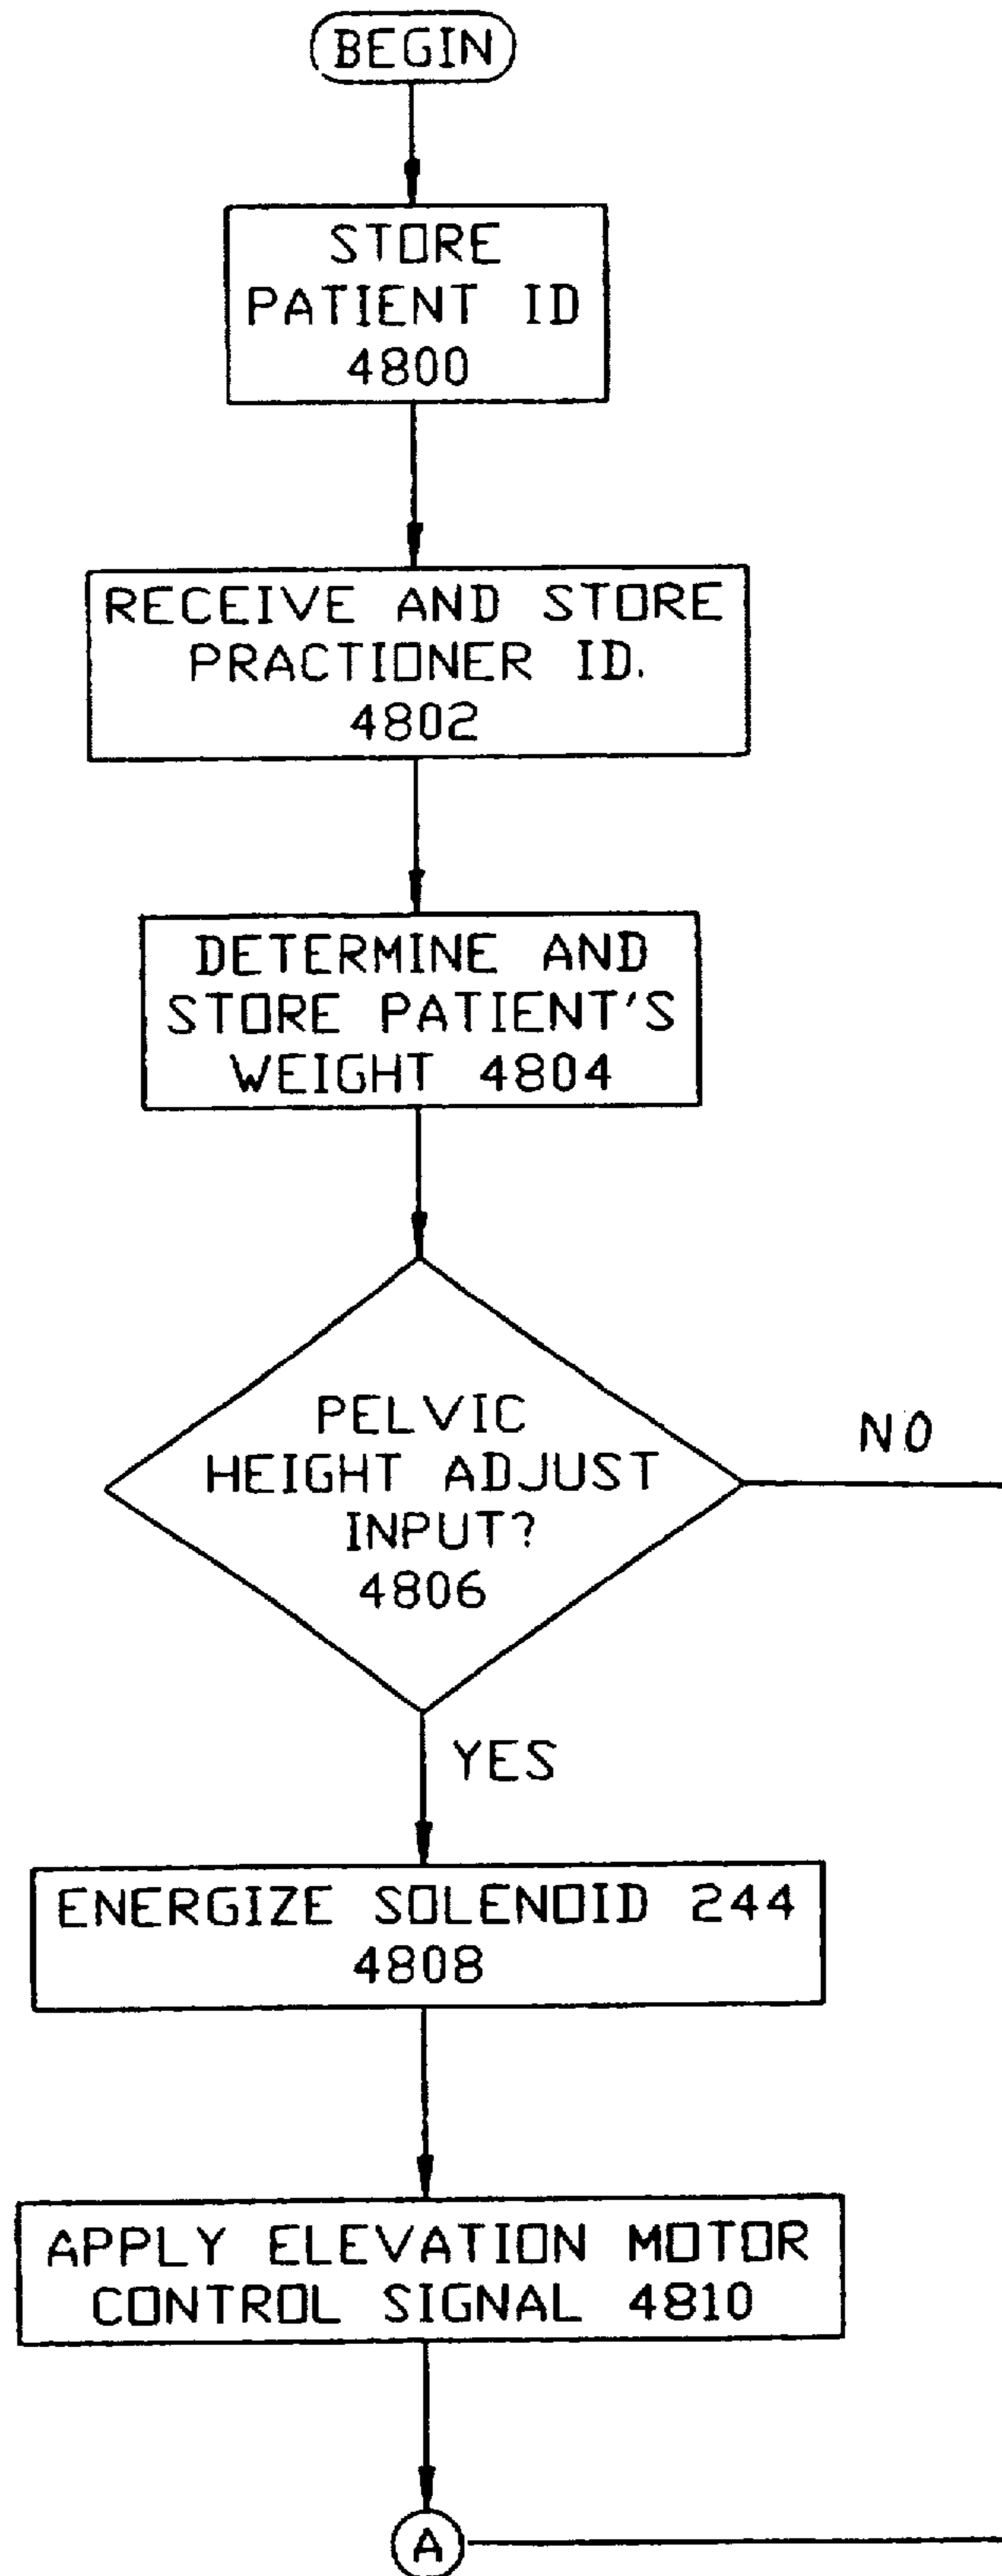 BEGIN
STORE
PATIENT ID
4800
RECEIVE AND STORE
PRACTIONER ID.
4802
DETERMINE AND
STORE PATIENT'S
WEIGHT 4804
PELVIC
HEIGHT ADJUST
INPUT?
4806
NO
YES
ENERGIZE SOLENOID 244
4808
APPLY ELEVATION MOTOR
CONTROL SIGNAL 4810
A